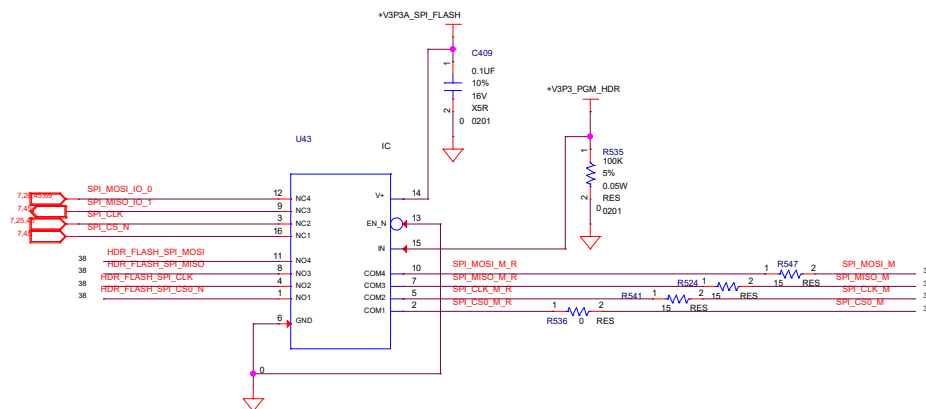 +V3P3A_SPI_FLASH
C409
1
0.1UF
10%
16V
X5R
2
0 0201
+V3P3_PGM_HDR
U43
IC
1
R535
100K
5%
0.05W
RES
2
0
0201
SPI_MOSI_IO_0
12 NC4
V+ 14
7,45
SPI_MISO_IO_1
9 NC3
SPI_CLK
3 NC2
EN_N 13
7,45
SPI_CS_N
16 NC1
IN 15
38 HDR_FLASH_SPI_MOSI 11 NO4
COM4 10 SPI_MOSI_M_R 1 R547 2 SPI_MOSI_M
38 HDR_FLASH_SPI_MISO 8 NO3
COM3 7 SPI_MISO_M_R 1 R524 2 15 RES SPI_MISO_M
38 HDR_FLASH_SPI_CLK 4 NO2
COM2 5 SPI_CLK_M_R 1 R541 2 15 RES SPI_CLK_M
38 HDR_FLASH_SPI_CS0_N 1 NO1
COM1 2 SPI_CS0_M_R 1 2 15 RES SPI_CS0_M
6 GND
R536 0 RES
0